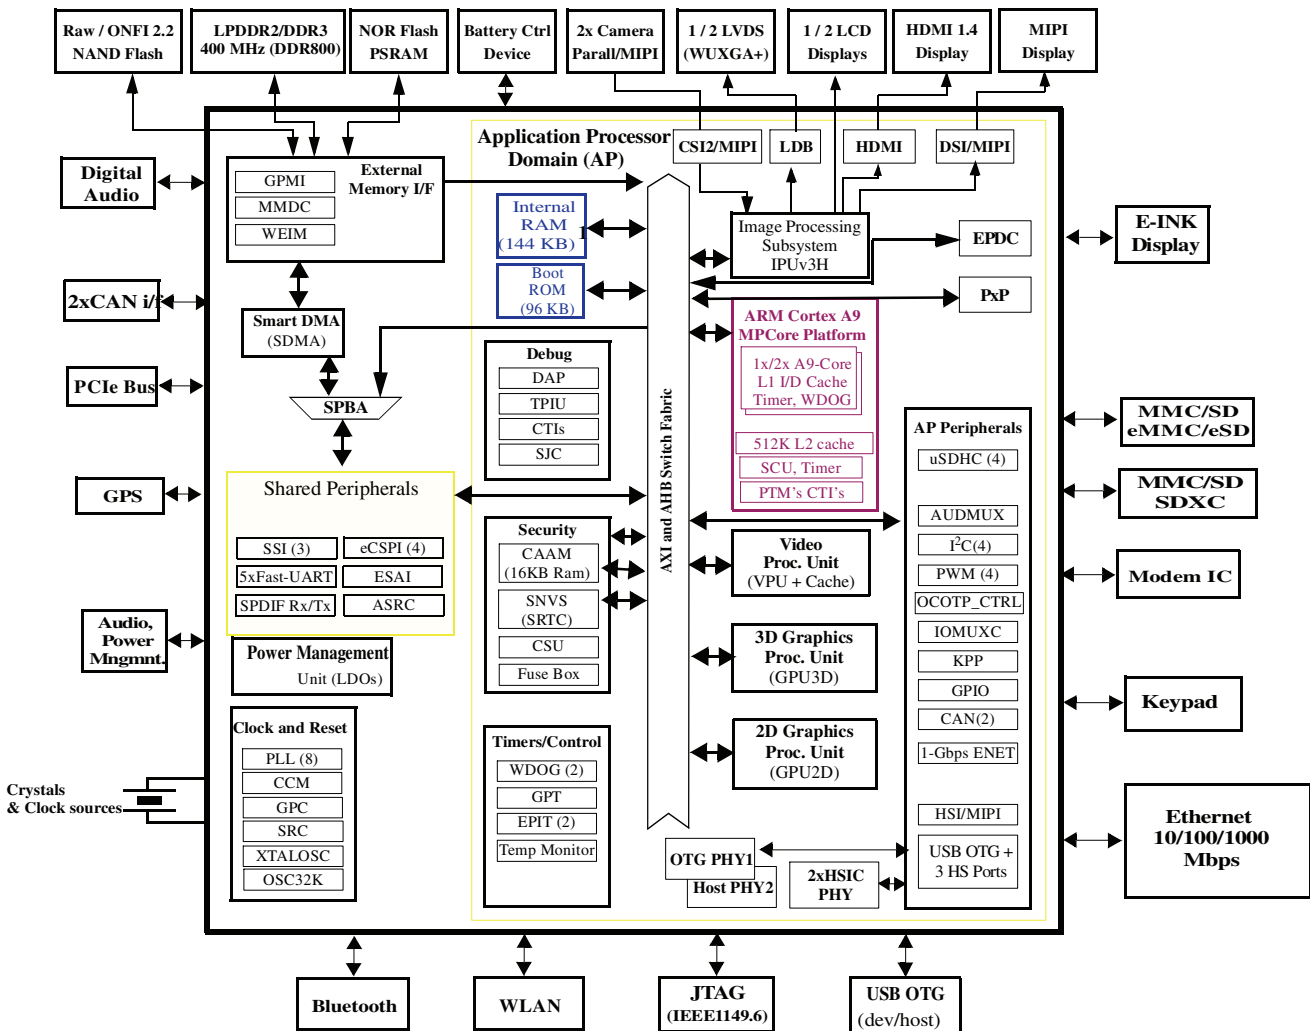 Raw / ONFI 2.2
NAND Flash
LPDDR2/DDR3
400 MHz (DDR800)
NOR Flash
PSRAM
Battery Ctrl
Device
2x Camera
Parall/MIPI
1 / 2 LVDS
(WUXGA+)
1 / 2 LCD
Displays
HDMI 1.4
Display
MIPI
Display
Digital
Audio
2xCAN i/f
PCIe Bus
GPS
Audio,
Power
Mngmnt.
Crystals
& Clock sources
External
Memory I/F
GPMI
MMDC
WEIM
Smart DMA
(SDMA)
SPBA
Shared Peripherals
SSI (3)
eCSPI (4)
5xFast-UART
ESAI
SPDIF Rx/Tx
ASRC
Power Management
Unit (LDOs)
Clock and Reset
PLL (8)
CCM
GPC
SRC
XTALOSC
OSC32K
Application Processor
Domain (AP)
Internal
RAM
(144 KB)
1
Boot
ROM
(96 KB)
Debug
DAP
TPIU
CTIs
SJC
Security
CAAM
(16KB Ram)
SNVS
(SRTC)
CSU
Fuse Box
Timers/Control
WDOG (2)
GPT
EPIT (2)
Temp Monitor
AXI and AHB Switch Fabric
CSI2/MIPI
LDB
HDMI
DSI/MIPI
Image Processing
Subsystem
IPUv3H
EPDC
PxP
ARM Cortex A9
MPCore Platform
1x/2x A9-Core
L1 I/D Cache
Timer, WDOG
512K L2 cache
SCU, Timer
PTM's CTI's
Video
Proc. Unit
(VPU + Cache)
3D Graphics
Proc. Unit
(GPU3D)
2D Graphics
Proc. Unit
(GPU2D)
OTG PHY1
Host PHY2
2xHSIC
PHY
AP Peripherals
uSDHC (4)
AUDMUX
I²C(4)
PWM (4)
OCOTP_CTRL
IOMUXC
KPP
GPIO
CAN(2)
1-Gbps ENET
HSI/MIPI
USB OTG +
3 HS Ports
E-INK
Display
MMC/SD
eMMC/eSD
MMC/SD
SDXC
Modem IC
Keypad
Ethernet
10/100/1000
Mbps
Bluetooth
WLAN
JTAG
(IEEE1149.6)
USB OTG
(dev/host)